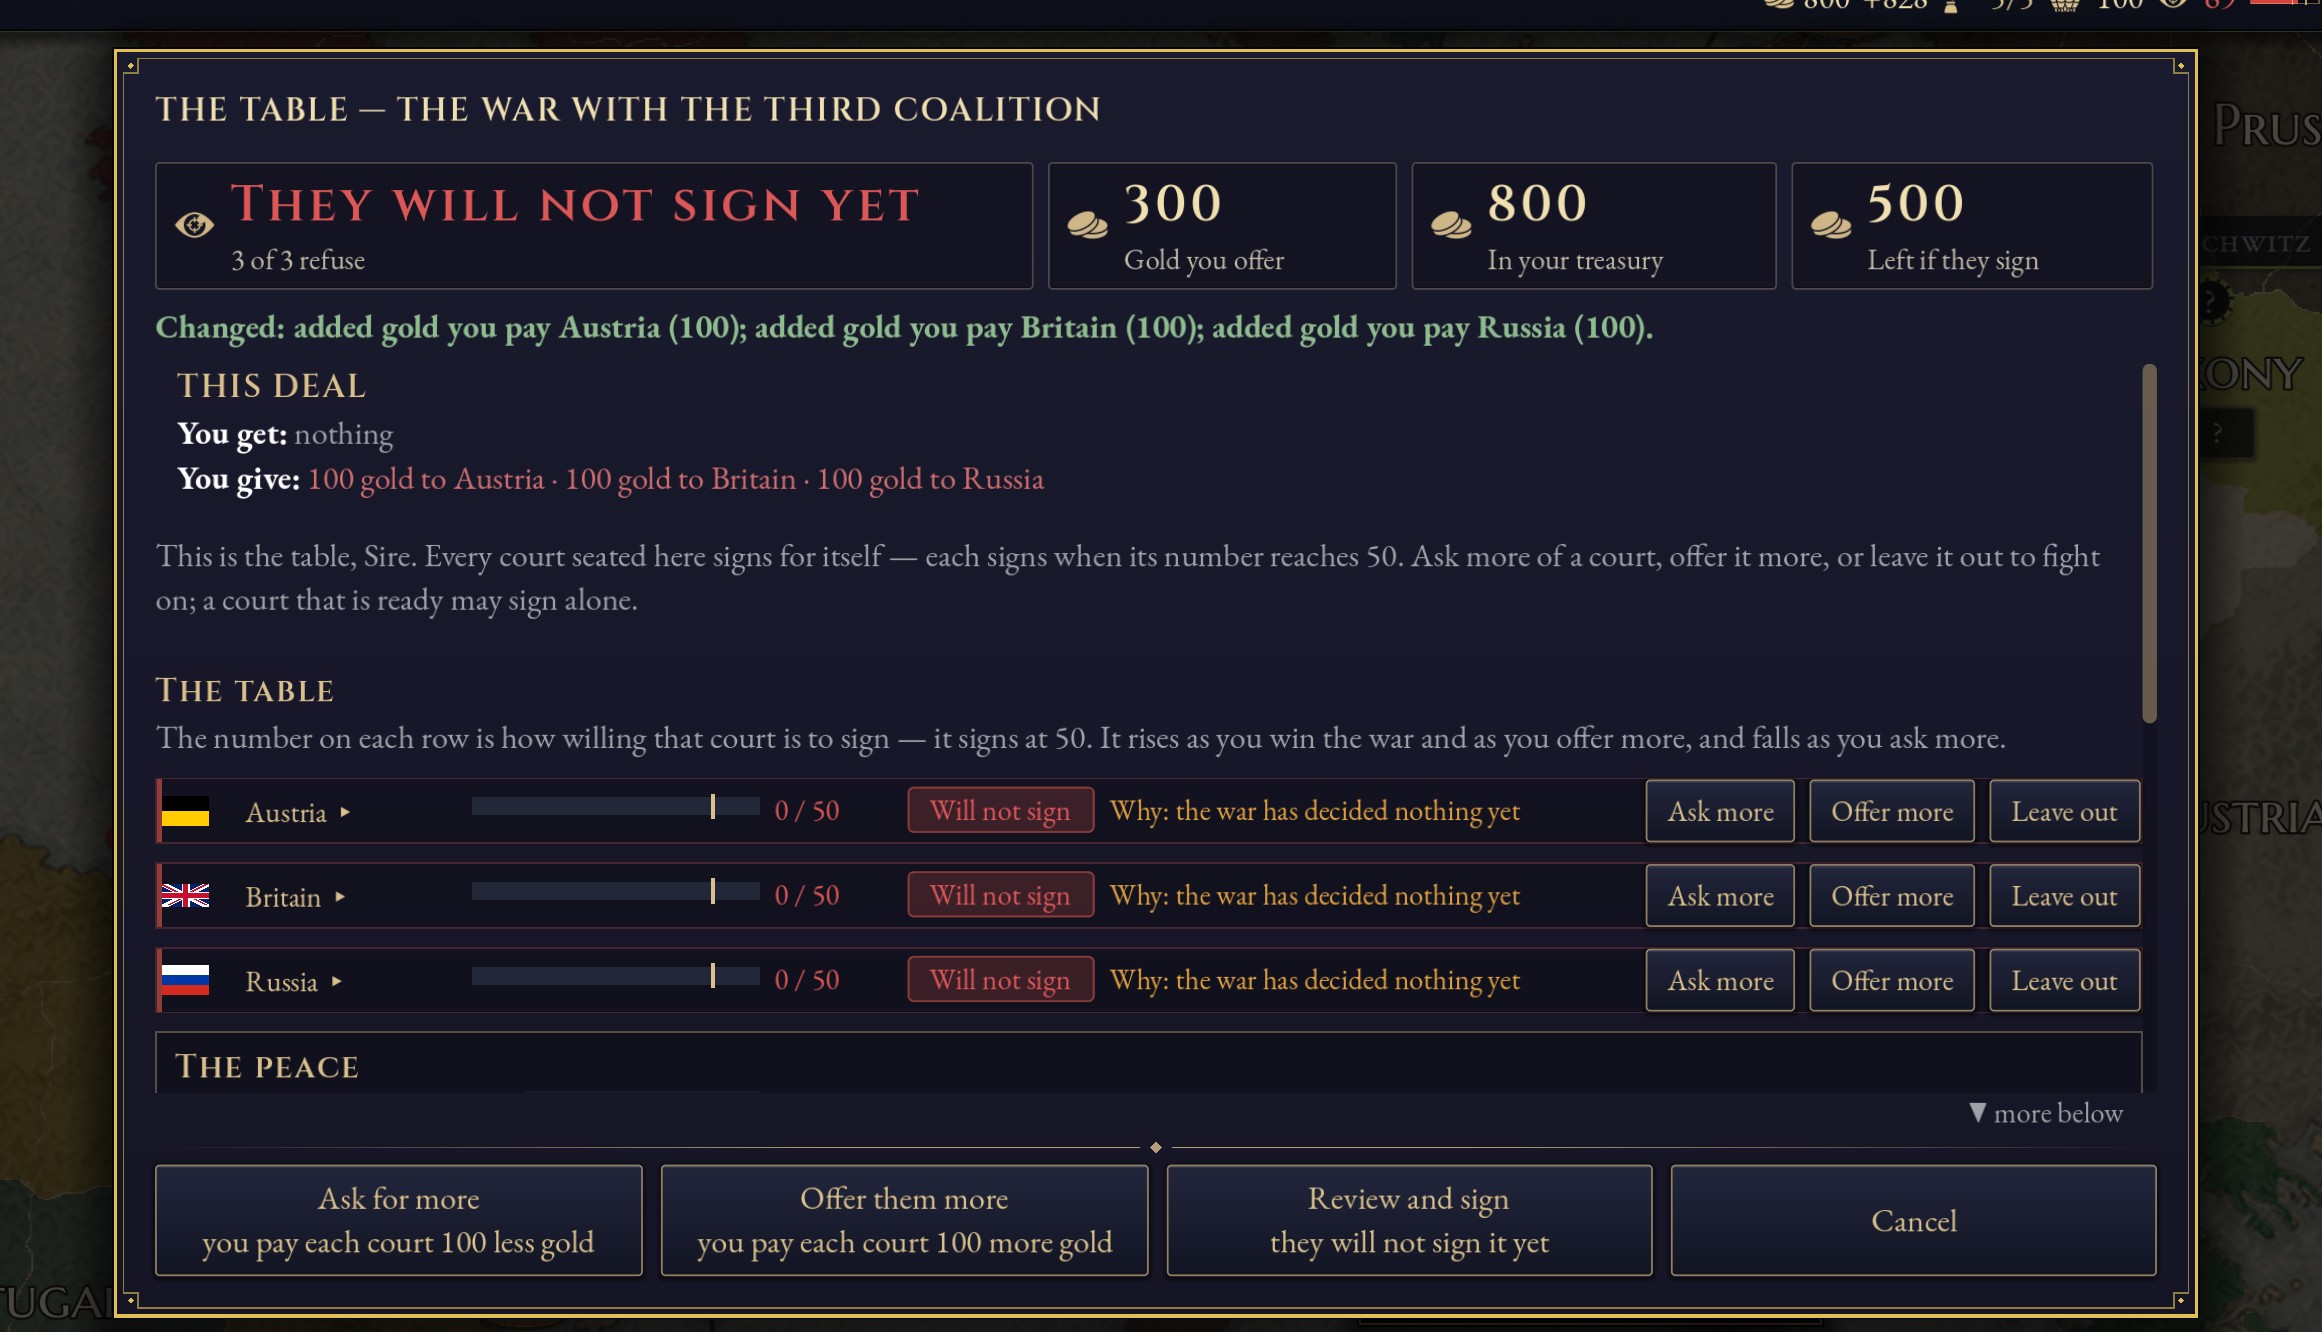 THE TABLE — THE WAR WITH THE THIRD COALITION
THEY WILL NOT SIGN YET
3 of 3 refuse
300
Gold you offer
800
In your treasury
500
Left if they sign
Changed: added gold you pay Austria (100); added gold you pay Britain (100); added gold you pay Russia (100).
THIS DEAL
You get: nothing
You give: 100 gold to Austria · 100 gold to Britain · 100 gold to Russia
This is the table, Sire. Every court seated here signs for itself — each signs when its number reaches 50. Ask more of a court, offer it more, or leave it out to fight
on; a court that is ready may sign alone.
THE TABLE
The number on each row is how willing that court is to sign — it signs at 50. It rises as you win the war and as you offer more, and falls as you ask more.
Austria ▸ 0 / 50 Will not sign Why: the war has decided nothing yet Ask more Offer more Leave out
Britain ▸ 0 / 50 Will not sign Why: the war has decided nothing yet Ask more Offer more Leave out
Russia ▸ 0 / 50 Will not sign Why: the war has decided nothing yet Ask more Offer more Leave out
THE PEACE
▼ more below
Ask for more
you pay each court 100 less gold
Offer them more
you pay each court 100 more gold
Review and sign
they will not sign it yet
Cancel
PRUS
CHWITZ
?
ONY
?
USTRIA
TUGAL